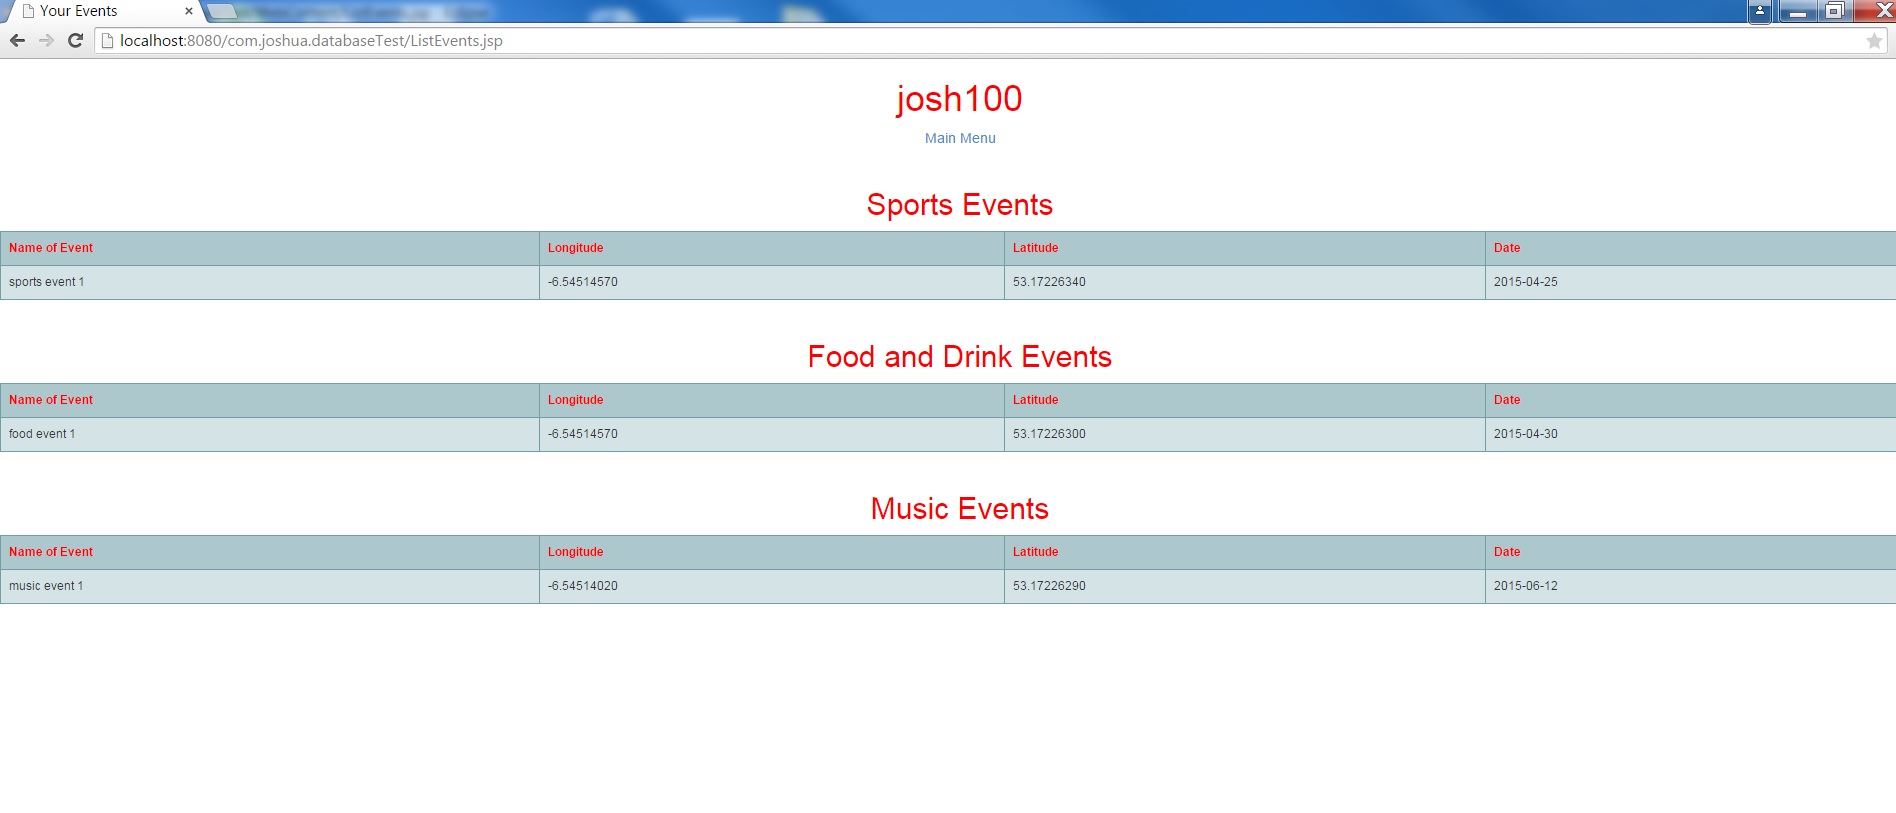 Your Events
localhost:8080/com.joshua.databaseTest/ListEvents.jsp
josh100
Main Menu
Sports Events
Name of Event Longitude Latitude Date
sports event 1 -6.54514570 53.17226340 2015-04-25
Food and Drink Events
Name of Event Longitude Latitude Date
food event 1 -6.54514570 53.17226300 2015-04-30
Music Events
Name of Event Longitude Latitude Date
music event 1 -6.54514020 53.17226290 2015-06-12